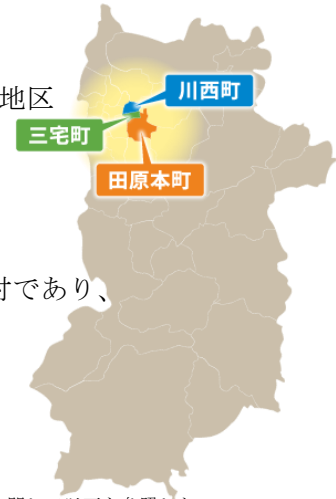 地区
川西町
三宅町
田原本町
村であり、